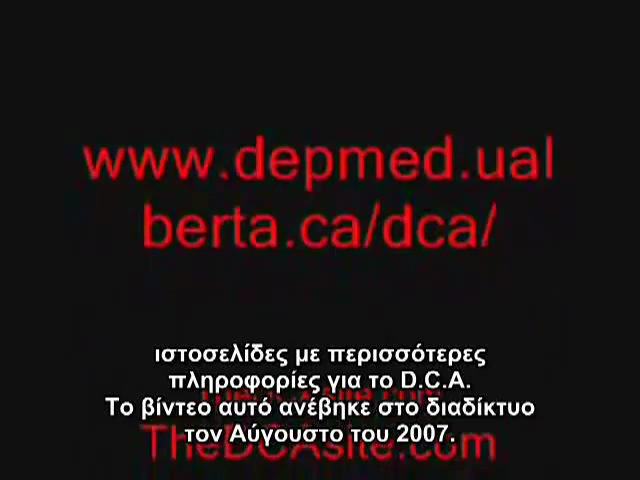 www.depmed.ual
berta.ca/dca/
ιστοσελίδες με περισσότερες
πληροφορίες για το D.C.A.
Το βίντεο αυτό ανέβηκε στο διαδίκτυο
τον Αύγουστο του 2007.
TheDCAsite.com